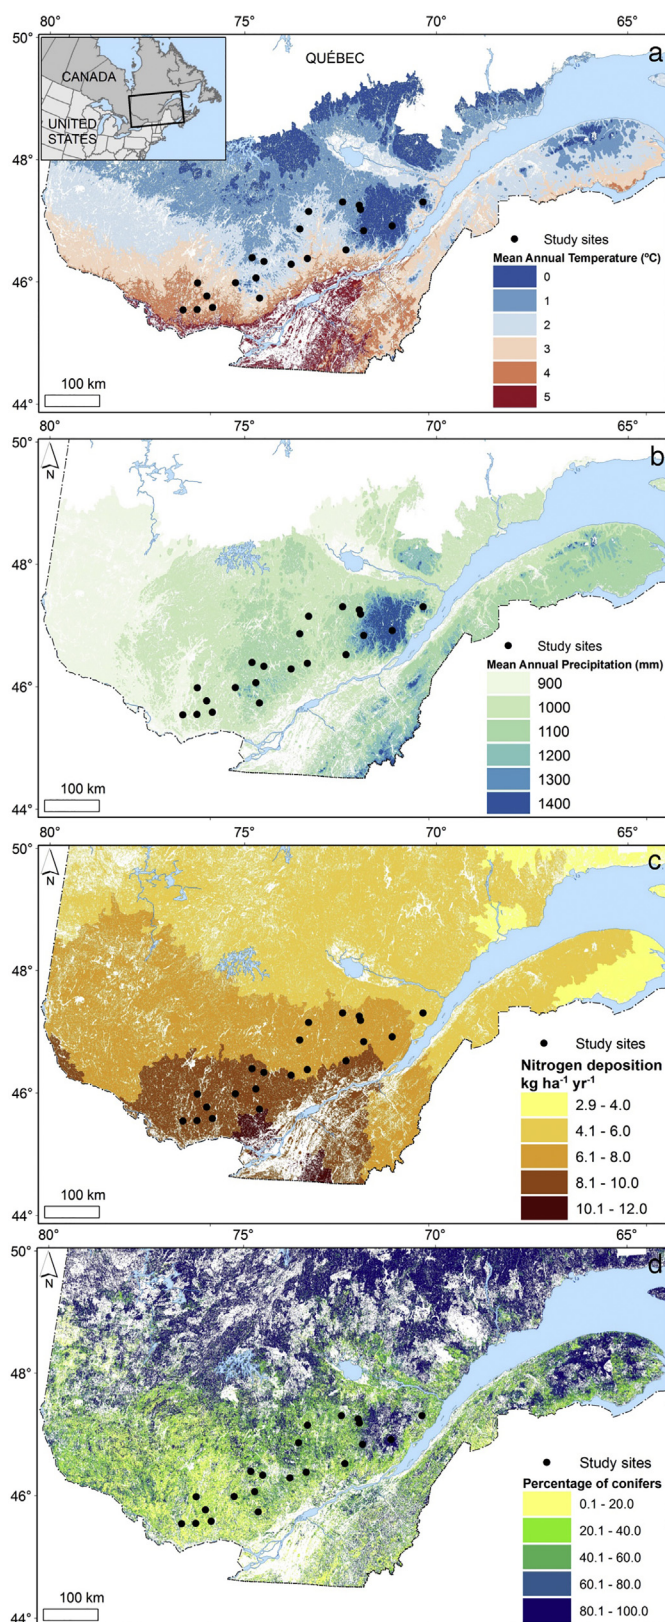 80° 75° 70° 65°
50°
a
QUÉBEC
CANADA
UNITED
STATES
48°
46°
44°
Study sites
Mean Annual Temperature (ºC)
0
1
2
3
4
5
100 km
80° 75° 70° 65°
50°
b
N
48°
46°
44°
Study sites
Mean Annual Precipitation (mm)
900
1000
1100
1200
1300
1400
100 km
80° 75° 70° 65°
50°
c
N
48°
46°
44°
Study sites
Nitrogen deposition
kg ha⁻¹ yr⁻¹
2.9 - 4.0
4.1 - 6.0
6.1 - 8.0
8.1 - 10.0
10.1 - 12.0
100 km
80° 75° 70° 65°
50°
d
N
48°
46°
44°
Study sites
Percentage of conifers
0.1 - 20.0
20.1 - 40.0
40.1 - 60.0
60.1 - 80.0
80.1 - 100.0
100 km